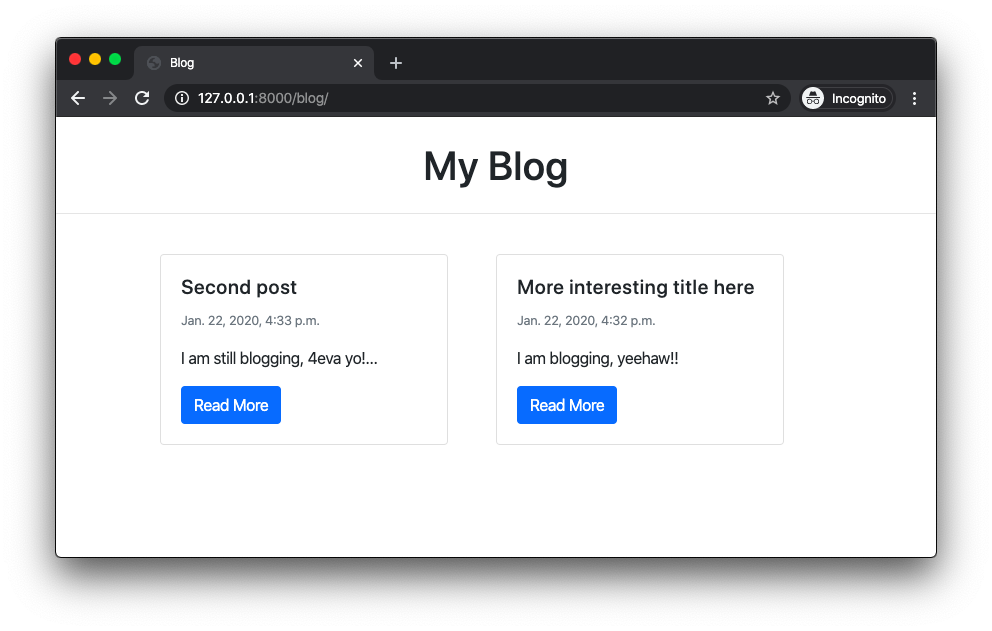 Blog
127.0.0.1:8000/blog/
Incognito
My Blog
Second post
Jan. 22, 2020, 4:33 p.m.
I am still blogging, 4eva yo!...
Read More
More interesting title here
Jan. 22, 2020, 4:32 p.m.
I am blogging, yeehaw!!
Read More